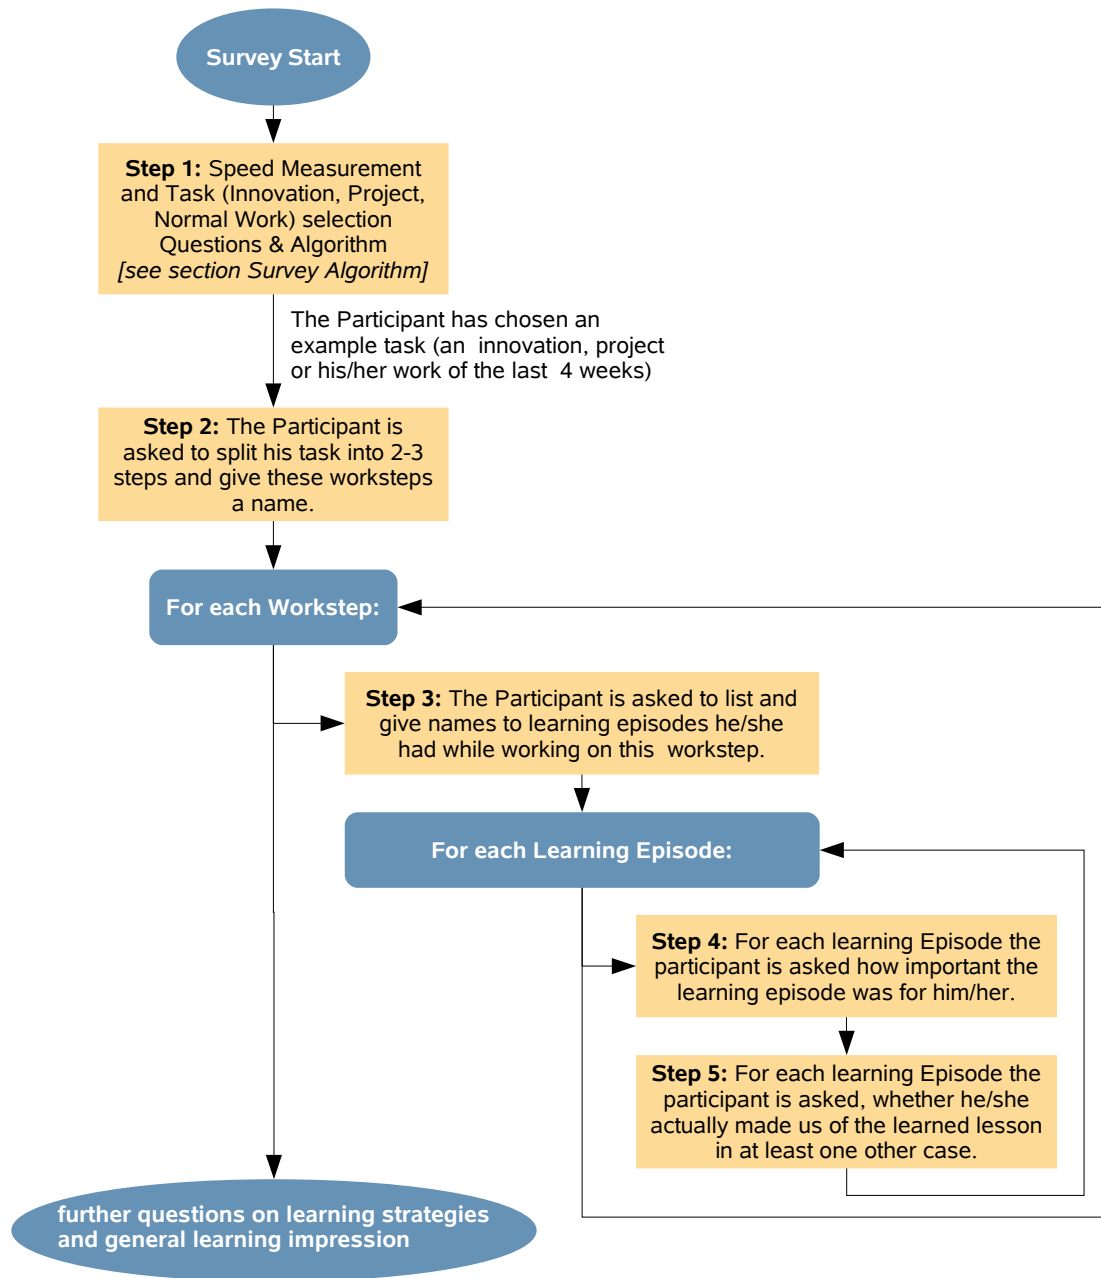 Survey Start
Step 1: Speed Measurement
and Task (Innovation, Project,
Normal Work) selection
Questions & Algorithm
[see section Survey Algorithm]
The Participant has chosen an
example task (an innovation, project
or his/her work of the last 4 weeks)
Step 2: The Participant is
asked to split his task into 2-3
steps and give these worksteps
a name.
For each Workstep:
Step 3: The Participant is asked to list and
give names to learning episodes he/she
had while working on this workstep.
For each Learning Episode:
Step 4: For each learning Episode the
participant is asked how important the
learning episode was for him/her.
Step 5: For each learning Episode the
participant is asked, whether he/she
actually made us of the learned lesson
in at least one other case.
further questions on learning strategies
and general learning impression